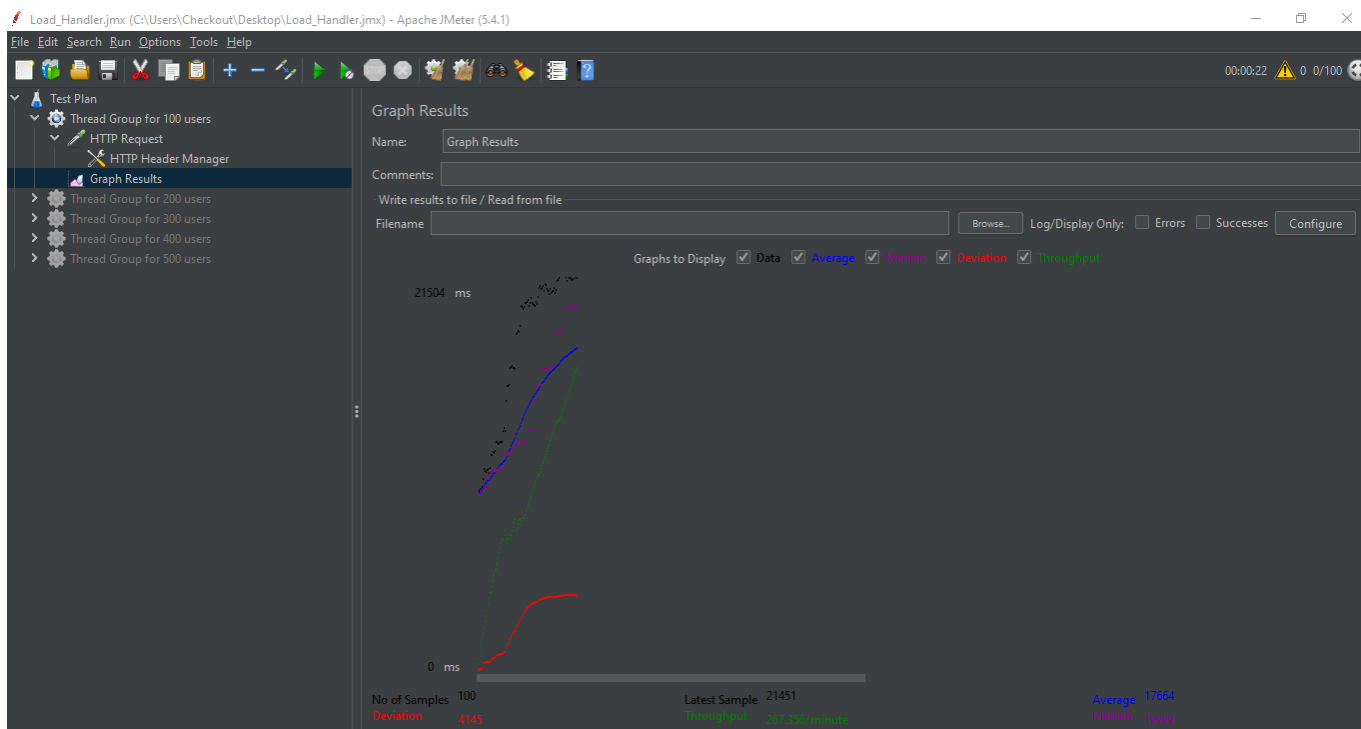 Load_Handler.jmx (C:\Users\Checkout\Desktop\Load_Handler.jmx) - Apache JMeter (5.4.1)
File Edit Search Run Options Tools Help
00:00:22 0 0/100
Test Plan
Thread Group for 100 users
HTTP Request
HTTP Header Manager
Graph Results
Thread Group for 200 users
Thread Group for 300 users
Thread Group for 400 users
Thread Group for 500 users
Graph Results
Name: Graph Results
Comments:
Write results to file / Read from file
Filename Browse... Log/Display Only: Errors Successes Configure
Graphs to Display Data Average Median Deviation Throughput
21504 ms
0 ms
No of Samples 100 Latest Sample 21451 Average 17664
Deviation 4145 Throughput 267.356/minute Median